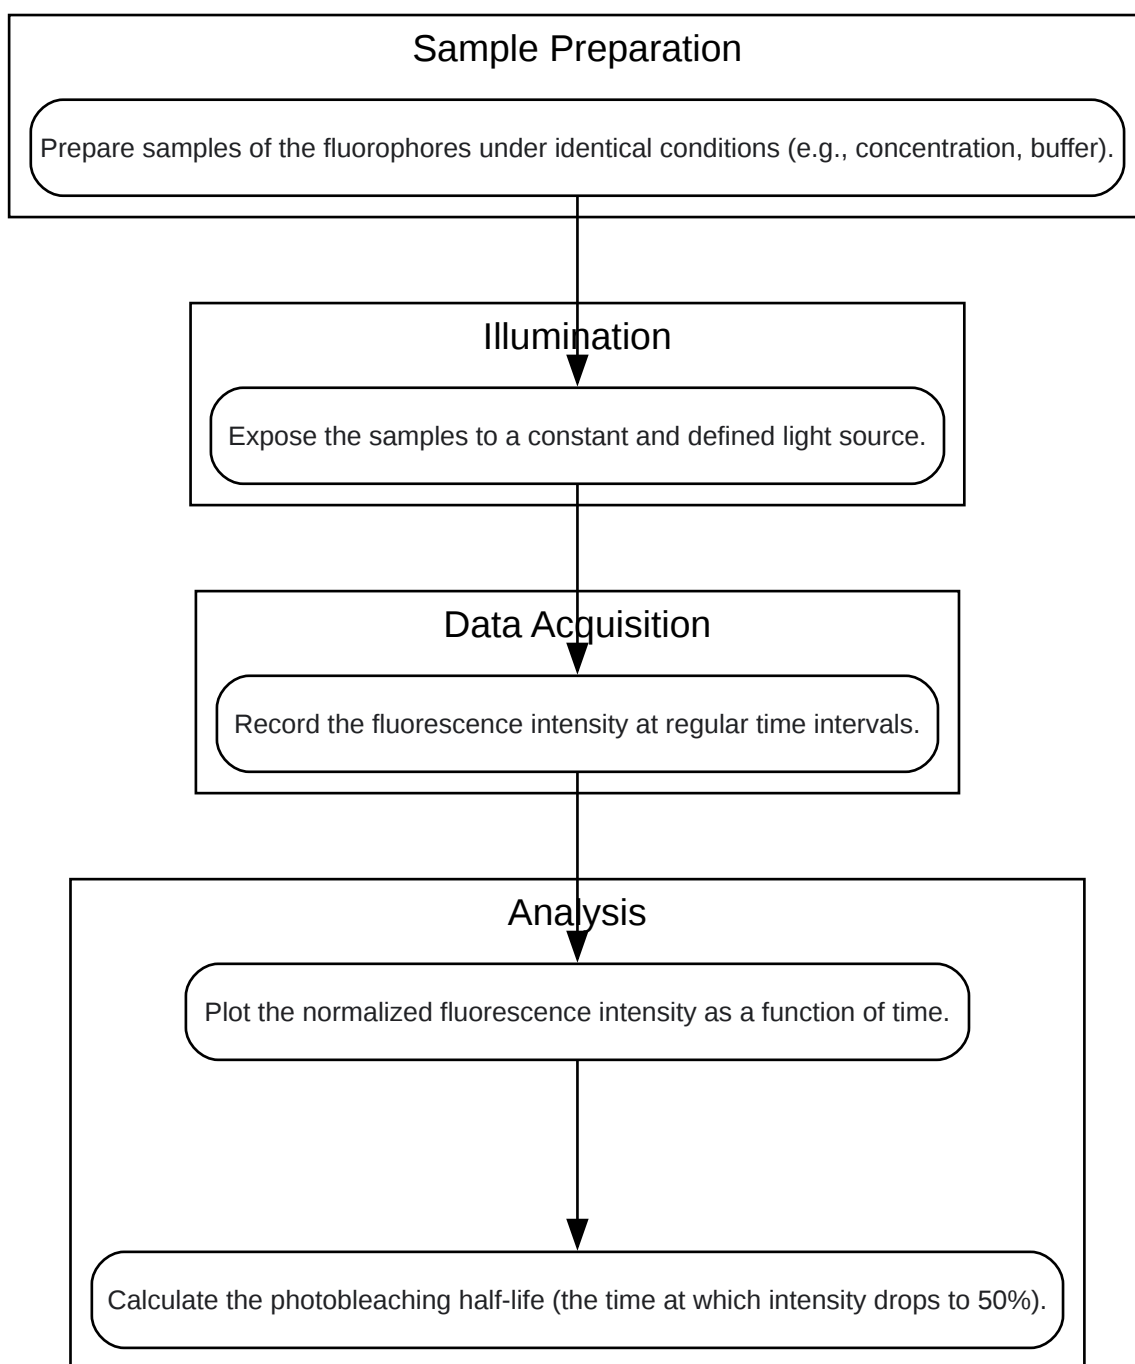 Sample Preparation
Prepare samples of the fluorophores under identical conditions (e.g., concentration, buffer).
Illumination
Expose the samples to a constant and defined light source.
Data Acquisition
Record the fluorescence intensity at regular time intervals.
Analysis
Plot the normalized fluorescence intensity as a function of time.
Calculate the photobleaching half-life (the time at which intensity drops to 50%).